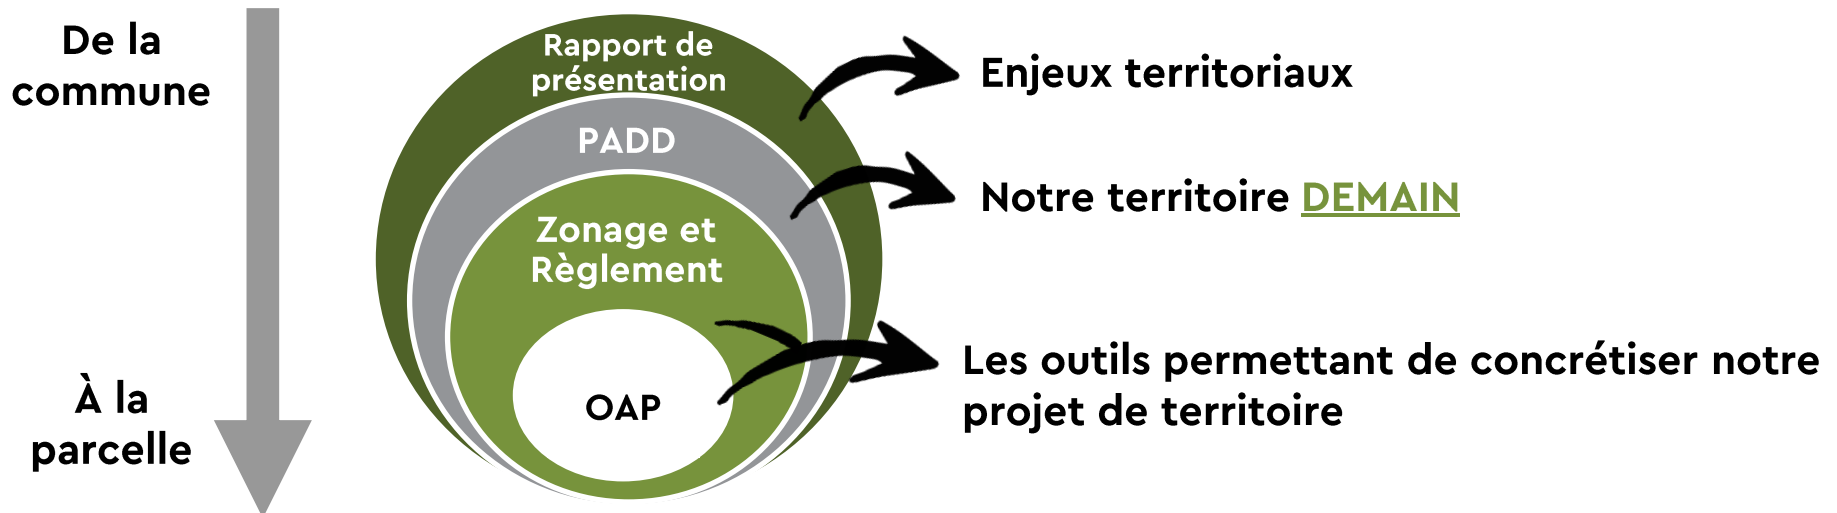 De la
commune
À la
parcelle
Rapport de
présentation
PADD
Zonage et
Règlement
OAP
Enjeux territoriaux
Notre territoire DEMAIN
Les outils permettant de concrétiser notre
projet de territoire